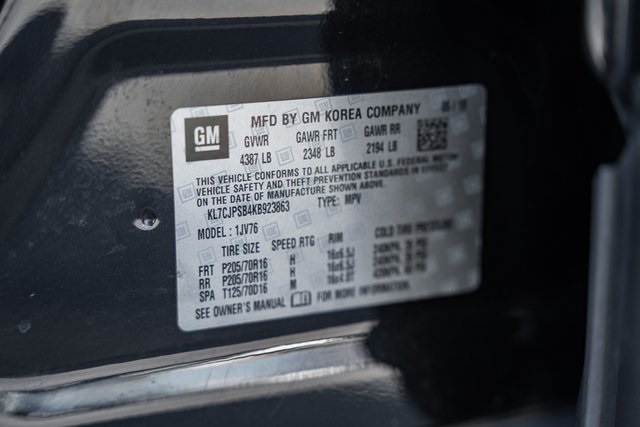 GM
MFD BY GM KOREA COMPANY
GVWR GAWR FRT GAWR RR
4387 LB 2348 LB 2194 LB
THIS VEHICLE CONFORMS TO ALL APPLICABLE U.S. FEDERAL MOTOR
VEHICLE SAFETY AND THEFT PREVENTION STANDARDS IN EFFECT
ON THE DATE OF MANUFACTURE SHOWN ABOVE.
KL7CJPSB4KB923863 TYPE: MPV
MODEL: 1JV76
TIRE SIZE SPEED RTG RIM COLD TIRE PRESSURE
FRT P205/70R16 H 16x6.5J
RR P205/70R16 H 16x6.5J
SPA T125/70D16 M 16x4.0T
SEE OWNER'S MANUAL FOR MORE INFORMATION.